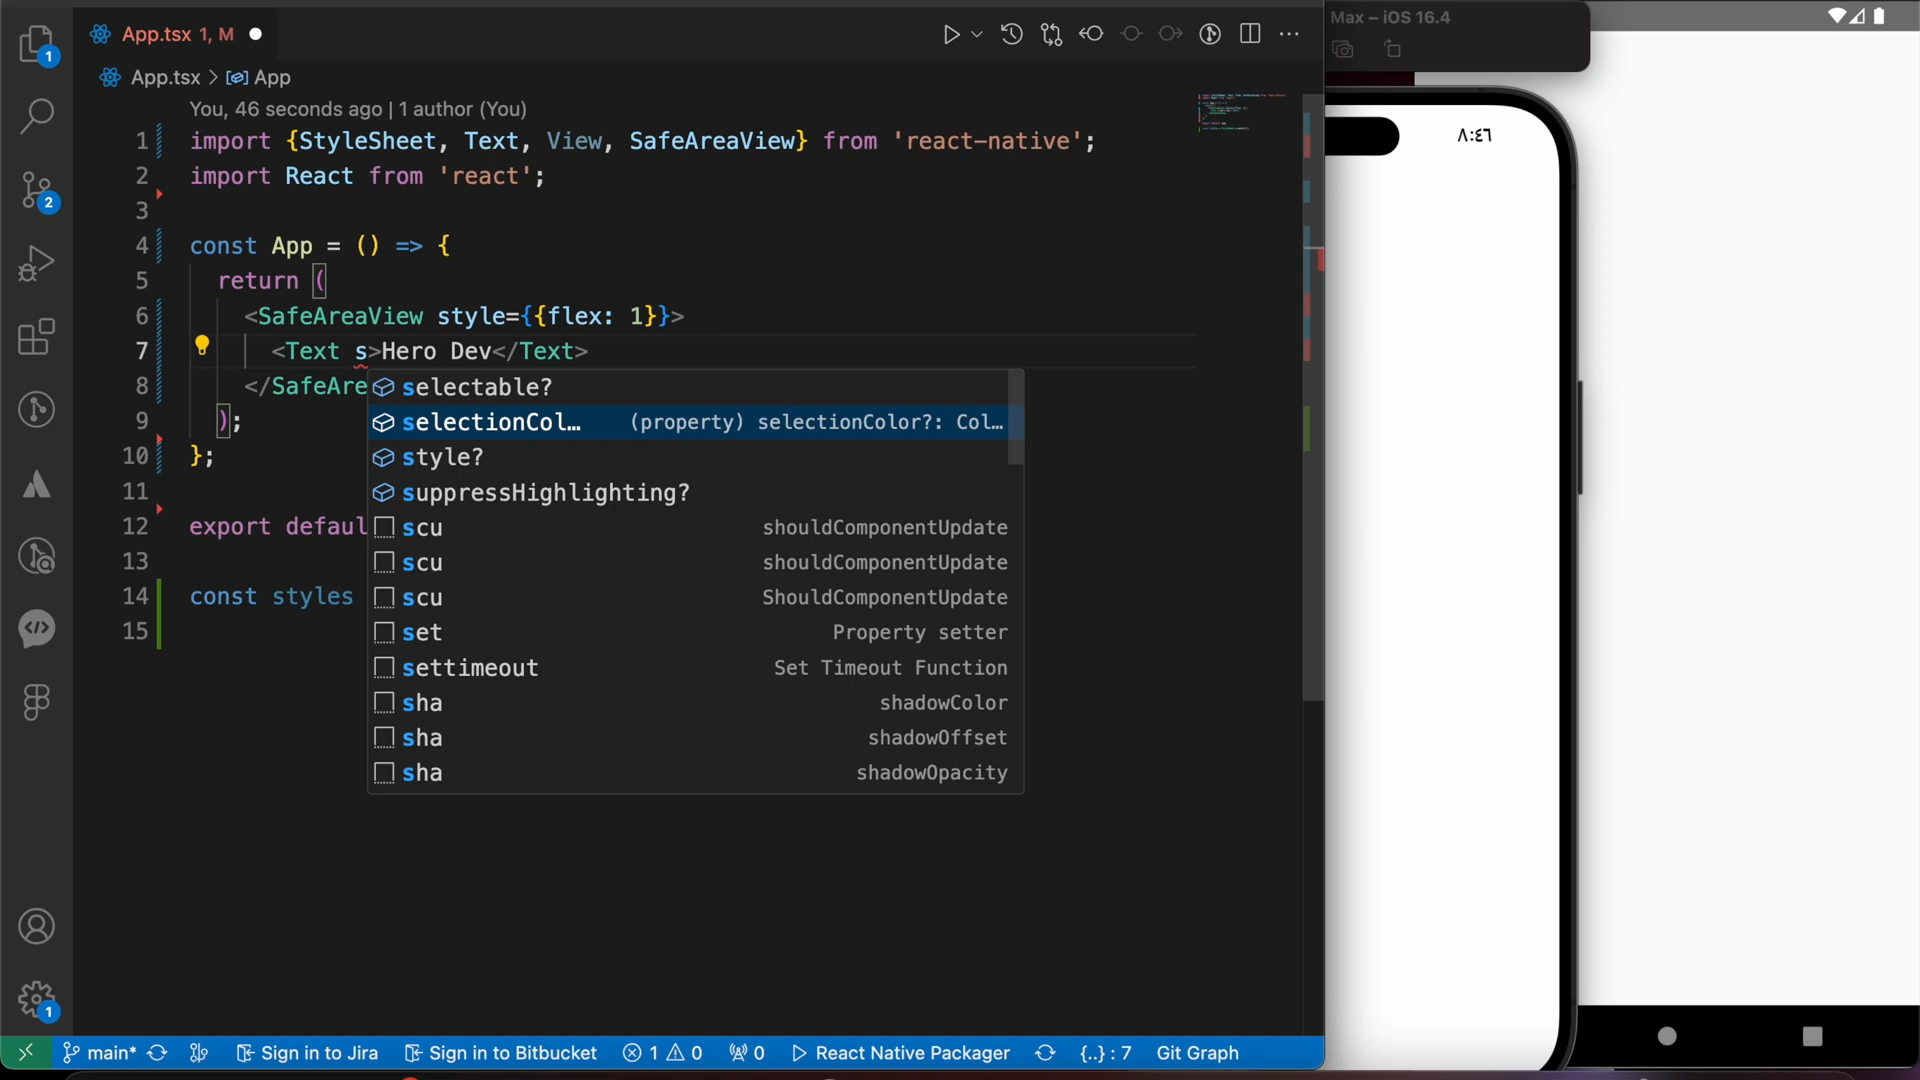 App.tsx 1, M
Max – iOS 16.4
App.tsx > App
You, 46 seconds ago | 1 author (You)
1 import {StyleSheet, Text, View, SafeAreaView} from 'react-native';
2 import React from 'react';
3
4 const App = () => {
5 return (
6 <SafeAreaView style={{flex: 1}}>
7 <Text s>Hero Dev</Text>
8 </SafeAre
9 );
10 };
11
12 export defaul
13
14 const styles
15
selectable?
selectionCol… (property) selectionColor?: Col…
style?
suppressHighlighting?
scu shouldComponentUpdate
scu shouldComponentUpdate
scu ShouldComponentUpdate
set Property setter
settimeout Set Timeout Function
sha shadowColor
sha shadowOffset
sha shadowOpacity
٨:٤٦
1
2
1
main* Sign in to Jira Sign in to Bitbucket 1 0 0 React Native Packager {..} : 7 Git Graph